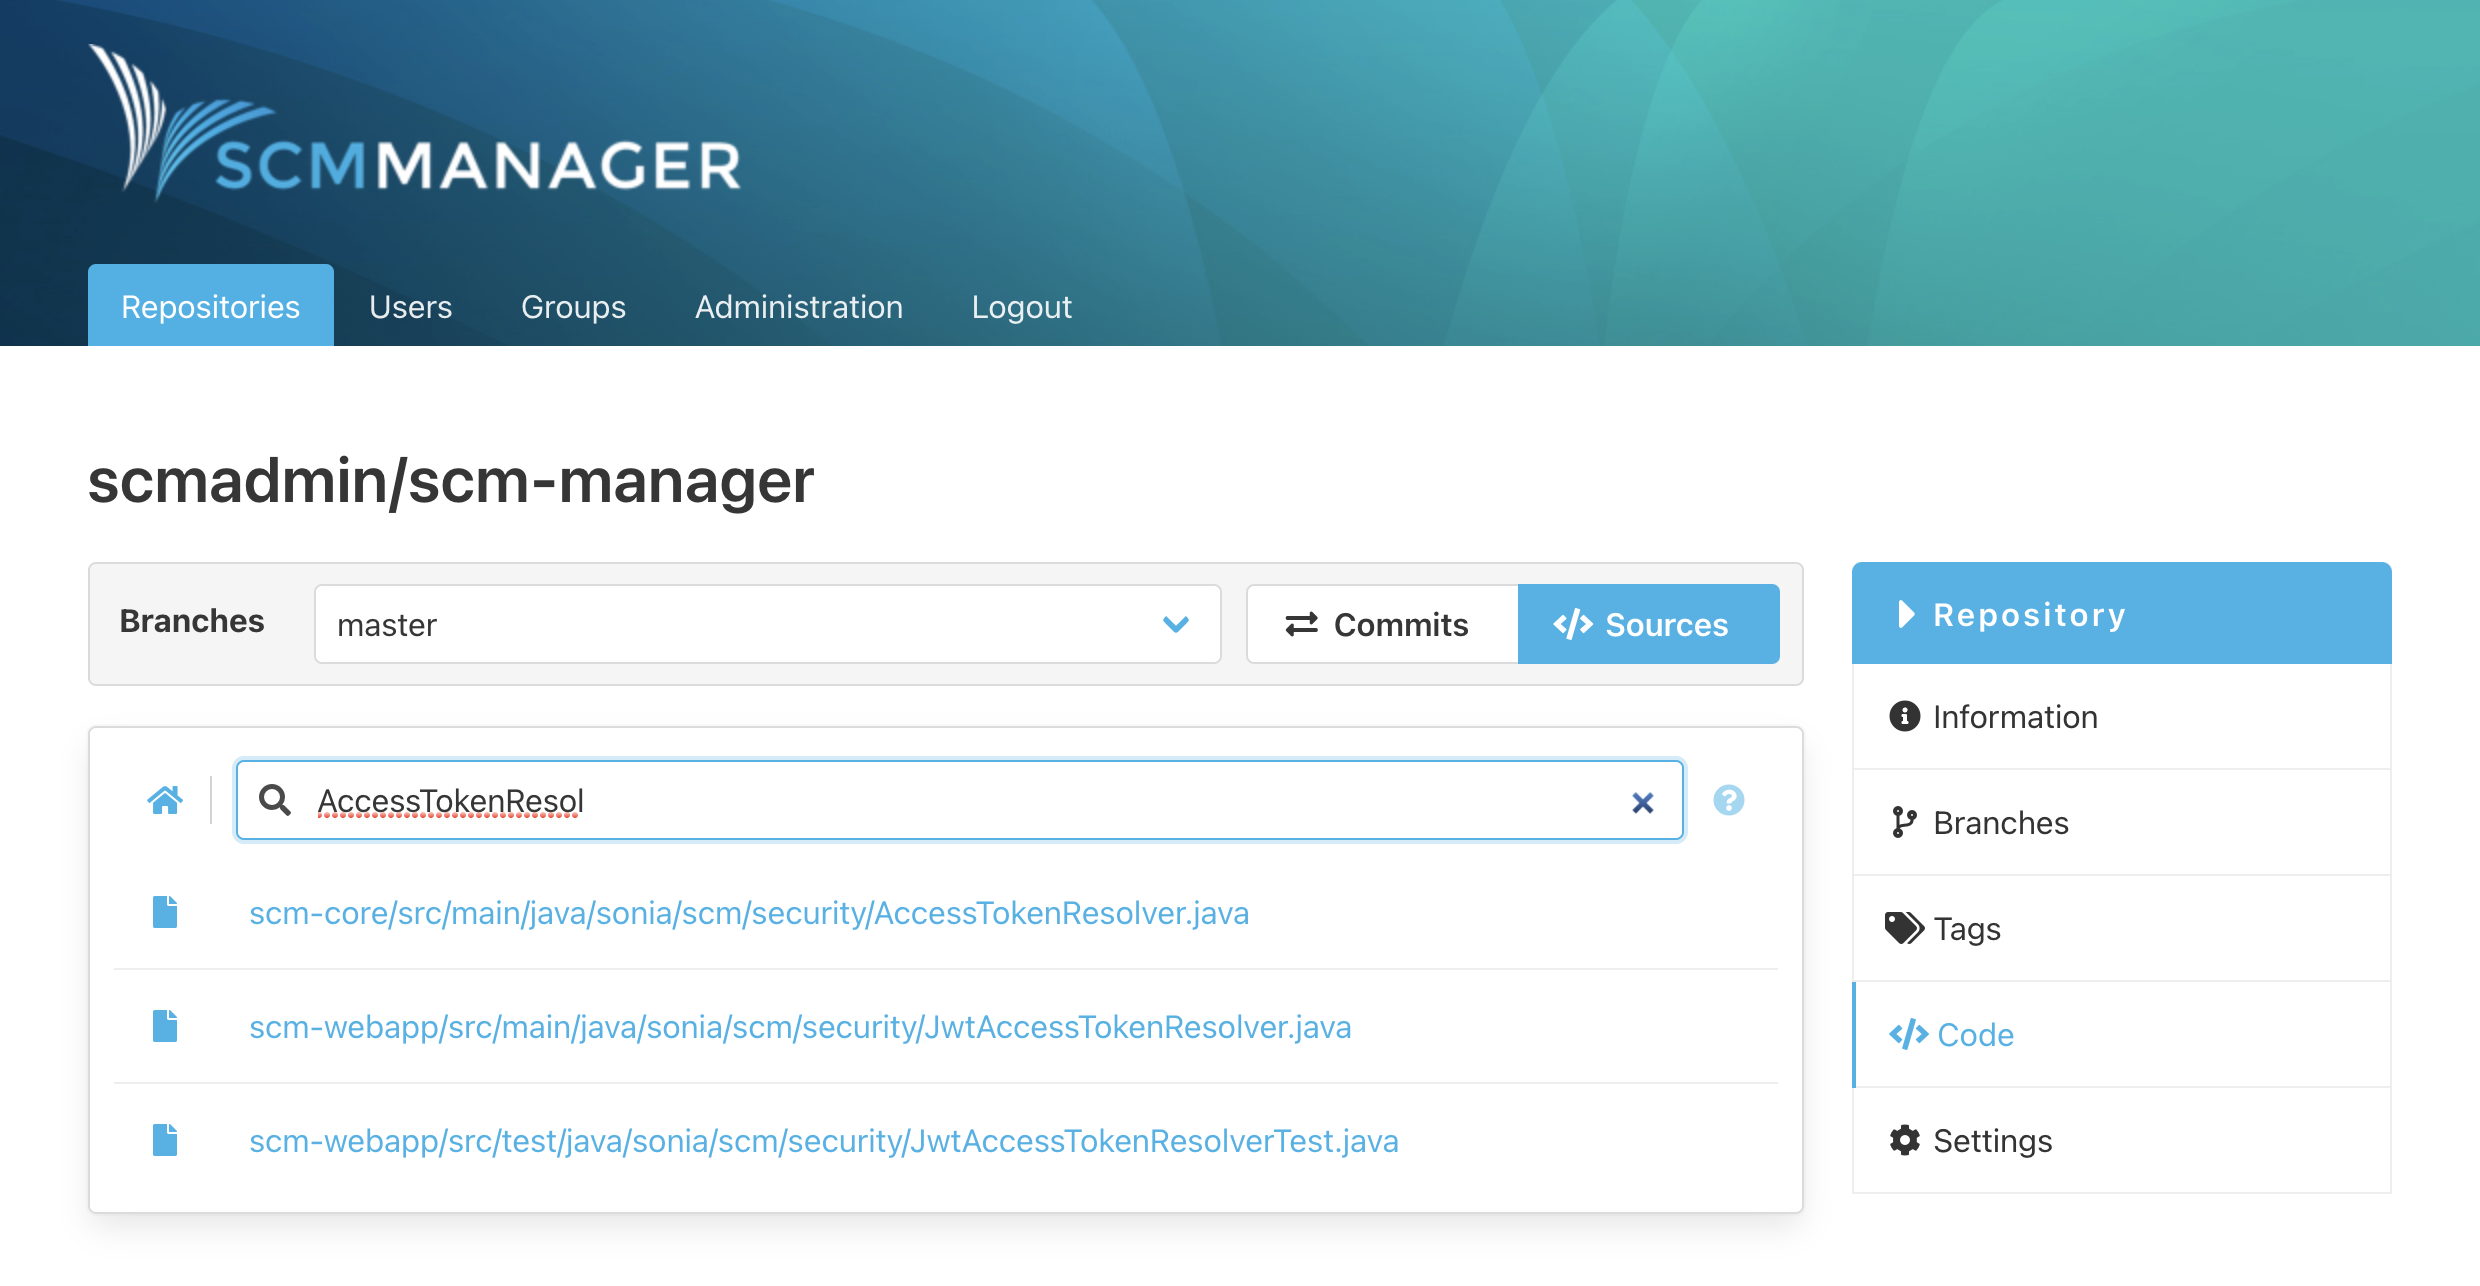 SCMMANAGER
Repositories Users Groups Administration Logout
scmadmin/scm-manager
Branches master Commits Sources
AccessTokenResol
scm-core/src/main/java/sonia/scm/security/AccessTokenResolver.java
scm-webapp/src/main/java/sonia/scm/security/JwtAccessTokenResolver.java
scm-webapp/src/test/java/sonia/scm/security/JwtAccessTokenResolverTest.java
Repository
Information
Branches
Tags
Code
Settings